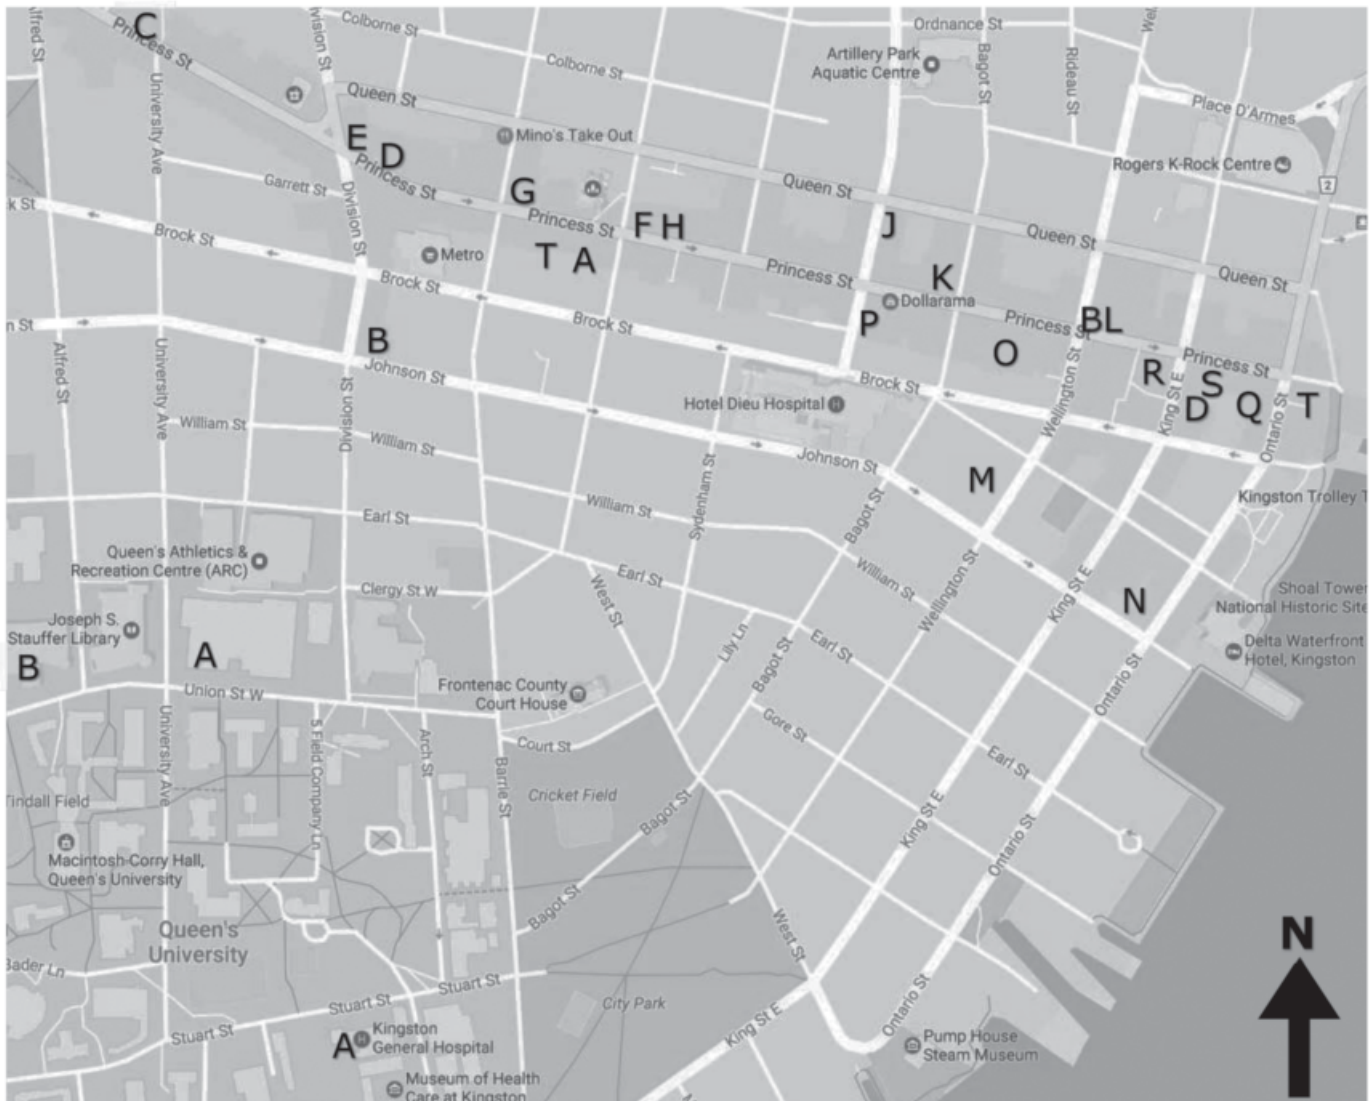 C
Alfred St
Princess St
Division St
Colborne St
Colborne St
Ordnance St
Artillery Park
Aquatic Centre
Bagot St
Rideau St
Place D'Armes
University Ave
Queen St
Mino's Take Out
Rogers K-Rock Centre
2
E
D
Princess St
Garrett St
Division St
G
Princess St
Queen St
F H
J
Queen St
Brock St
Metro
T A
Princess St
K
Dollarama
Queen St
Brock St
Brock St
P
Princess St
BL
O
Princess St
R
S
D
Q
T
B
Johnson St
Alfred St
University Ave
Division St
Brock St
Hotel Dieu Hospital
Wellington St
King St E
Ontario St
William St
William St
Johnson St
M
Kingston Trolley T
Earl St
William St
Sydenham St
Bagot St
Queen's Athletics &
Recreation Centre (ARC)
Clergy St W
Earl St
West St
William St
Wellington St
King St E
N
Shoal Tower
National Historic Site
Joseph S.
Stauffer Library
Delta Waterfront
Hotel, Kingston
B
A
Union St W
Frontenac County
Court House
Lily Ln
Bagot St
Earl St
Ontario St
University Ave
S Field Company Ln
Arch St
Court St
Barrie St
Gore St
Earl St
Tindall Field
Cricket Field
Bagot St
King St E
Ontario St
Macintosh-Corry Hall,
Queen's University
Queen's
University
Bagot St
West St
N
Bader Ln
Stuart St
Stuart St
Stuart St
City Park
King St E
Ontario St
A
Kingston
General Hospital
Pump House
Steam Museum
Museum of Health
Care at Kingston